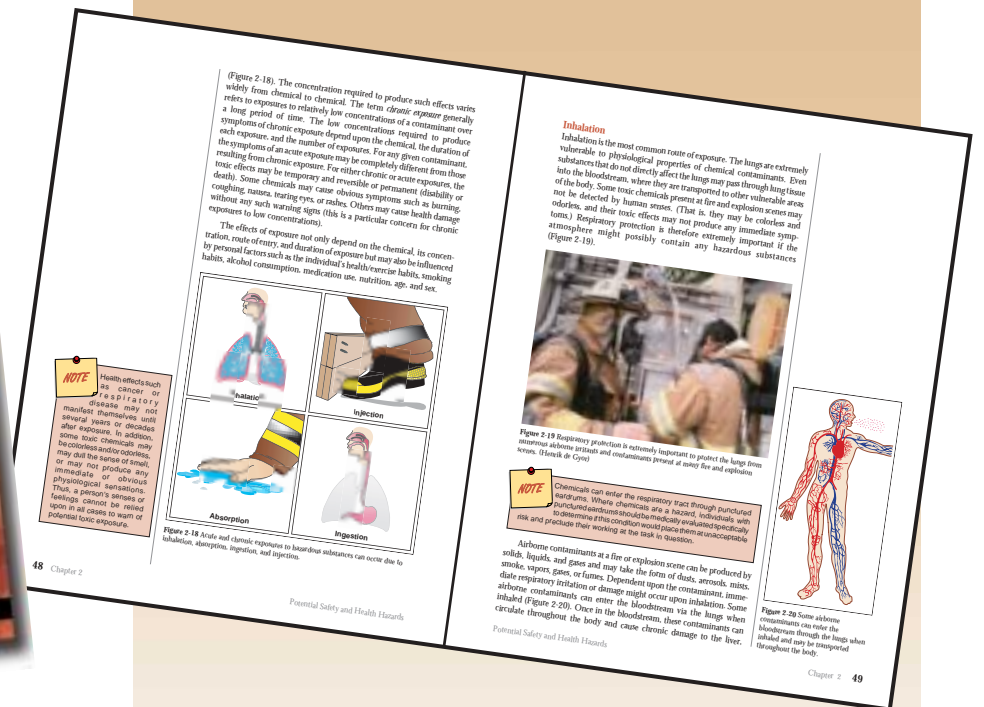 (Figure 2-18). The concentration required to produce such effects varies
widely from chemical to chemical. The term chronic exposure generally
refers to exposures to relatively low concentrations of a contaminant over
a long period of time. The low concentrations required to produce
symptoms of chronic exposure depend upon the chemical, the duration of
each exposure, and the number of exposures. For any given contaminant,
the symptoms of an acute exposure may be completely different from those
resulting from chronic exposure. For either chronic or acute exposures, the
toxic effects may be temporary and reversible or permanent (disability or
death). Some chemicals may cause obvious symptoms such as burning,
coughing, nausea, tearing eyes, or rashes. Others may cause health damage
without any such warning signs (this is a particular concern for chronic
exposures to low concentrations).
The effects of exposure not only depend on the chemical, its concen-
tration, route of entry, and duration of exposure but may also be influenced
by personal factors such as the individual's health/exercise habits, smoking
habits, alcohol consumption, medication use, nutrition, age, and sex.
NOTE
Health effects such
as cancer or
respiratory
disease may not
manifest themselves until
several years or decades
after exposure. In addition,
some toxic chemicals may
be colorless and/or odorless,
may dull the sense of smell,
or may not produce any
immediate or obvious
physiological sensations.
Thus, a person's senses or
feelings cannot be relied
upon in all cases to warn of
potential toxic exposure.
halatio
Injection
Absorption
Ingestion
Figure 2-18 Acute and chronic exposures to hazardous substances can occur due to
inhalation, absorption, ingestion, and injection.
48 Chapter 2
Potential Safety and Health Hazards
Inhalation
Inhalation is the most common route of exposure. The lungs are extremely
vulnerable to physiological properties of chemical contaminants. Even
substances that do not directly affect the lungs may pass through lung tissue
into the bloodstream, where they are transported to other vulnerable areas
of the body. Some toxic chemicals present at fire and explosion scenes may
not be detected by human senses. (That is, they may be colorless and
odorless, and their toxic effects may not produce any immediate symp-
toms.) Respiratory protection is therefore extremely important if the
atmosphere might possibly contain any hazardous substances
(Figure 2-19).
Figure 2-19 Respiratory protection is extremely important to protect the lungs from
numerous airborne irritants and contaminants present at many fire and explosion
scenes. (Henrik de Gyor)
NOTE
Chemicals can enter the respiratory tract through punctured
eardrums. Where chemicals are a hazard, individuals with
punctured eardrums should be medically evaluated specifically
to determine if this condition would place them at unacceptable
risk and preclude their working at the task in question.
Airborne contaminants at a fire or explosion scene can be produced by
solids, liquids, and gases and may take the form of dusts, aerosols, mists,
smoke, vapors, gases, or fumes. Dependent upon the contaminant, imme-
diate respiratory irritation or damage might occur upon inhalation. Some
airborne contaminants can enter the bloodstream via the lungs when
inhaled (Figure 2-20). Once in the bloodstream, these contaminants can
circulate throughout the body and cause chronic damage to the liver,
Figure 2-20 Some airborne
contaminants can enter the
bloodstream through the lungs when
inhaled and may be transported
throughout the body.
Potential Safety and Health Hazards
Chapter 2 49